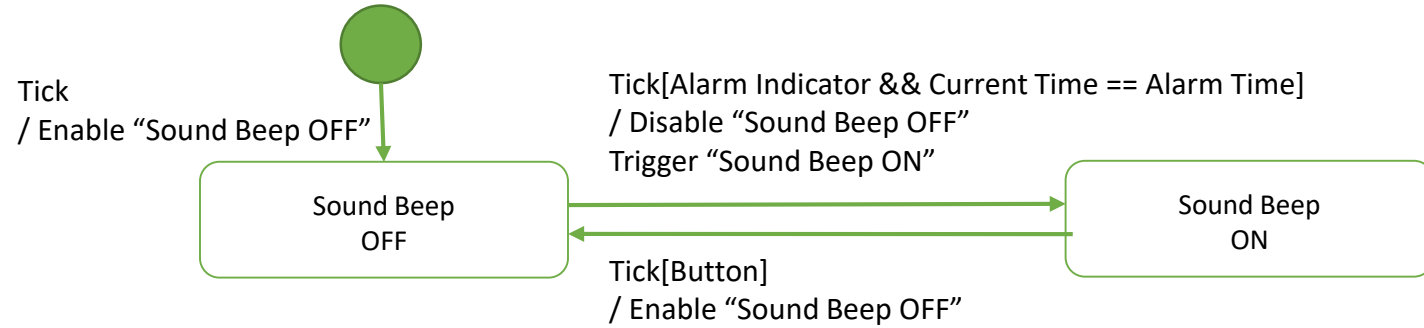 Tick
/ Enable “Sound Beep OFF”
Tick[Alarm Indicator && Current Time == Alarm Time]
/ Disable “Sound Beep OFF”
Trigger “Sound Beep ON”
Sound Beep
OFF
Sound Beep
ON
Tick[Button]
/ Enable “Sound Beep OFF”